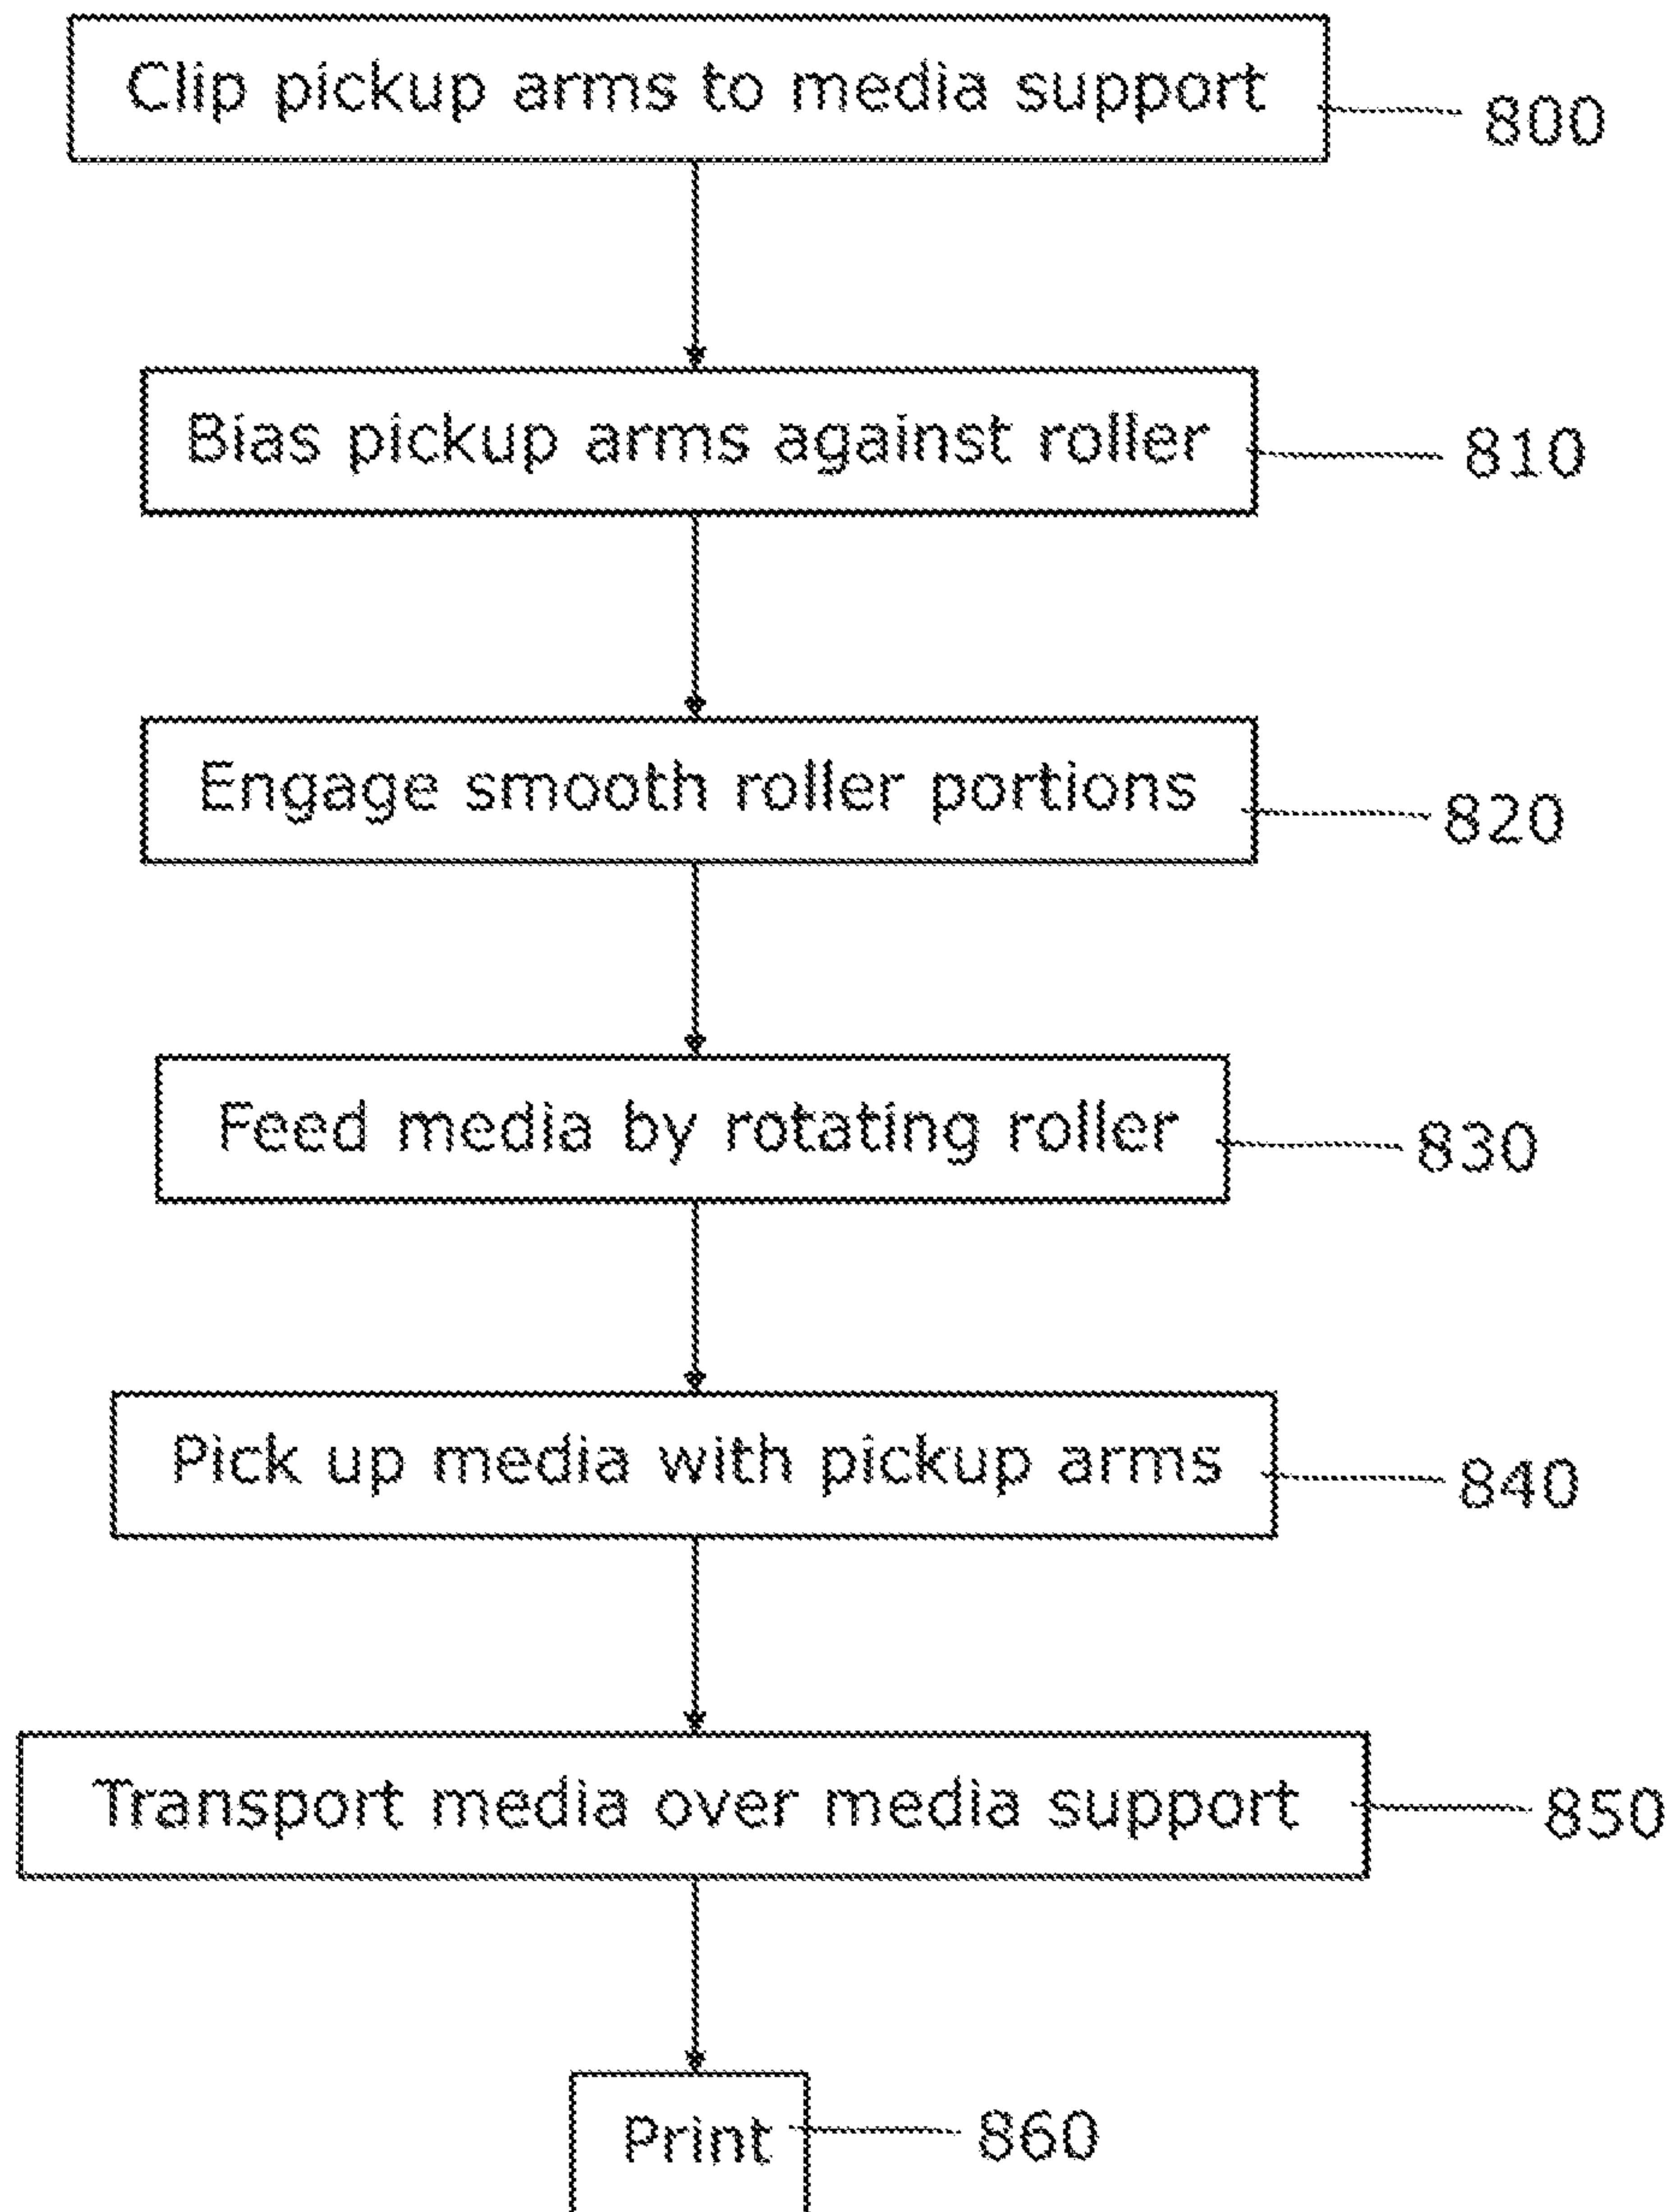 Clip pickup arms to media support
800
Bias pickup arms against roller
810
Engage smooth roller portions
820
Feed media by rotating roller
830
Pick up media with pickup arms
840
Transport media over media support
850
Print
860